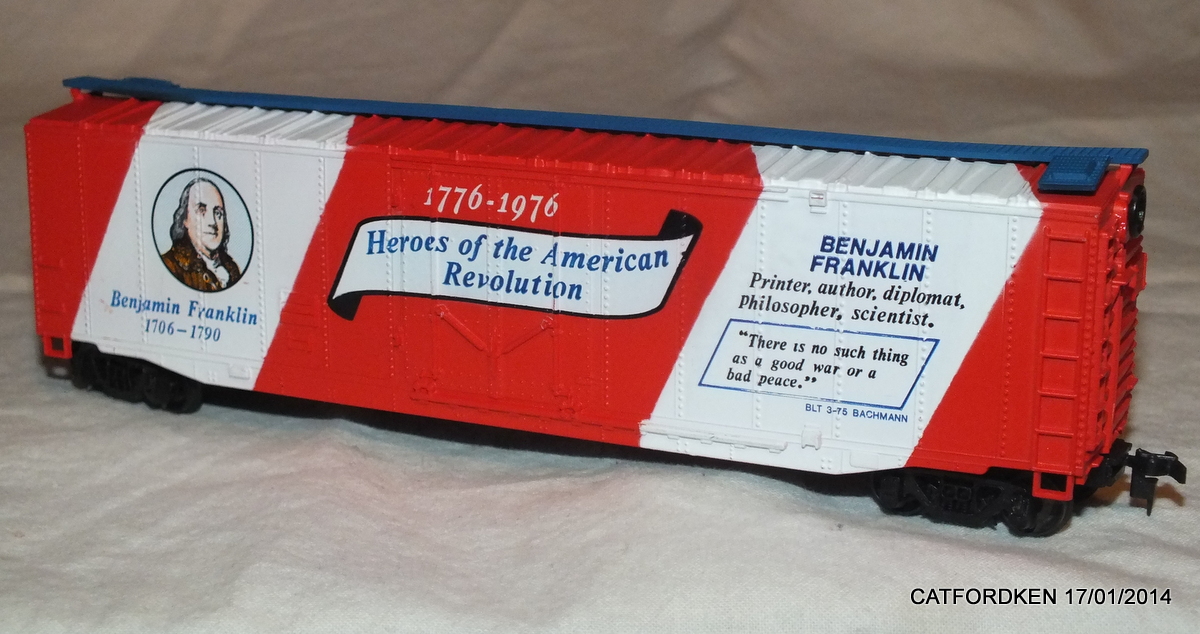 1776-1976
Heroes of the American
Revolution
Benjamin Franklin
1706-1790
BENJAMIN
FRANKLIN
Printer, author, diplomat,
philosopher, scientist.
"There is no such thing
as a good war or a
bad peace."
BLT 3-75 BACHMANN
CATFORDKEN 17/01/2014